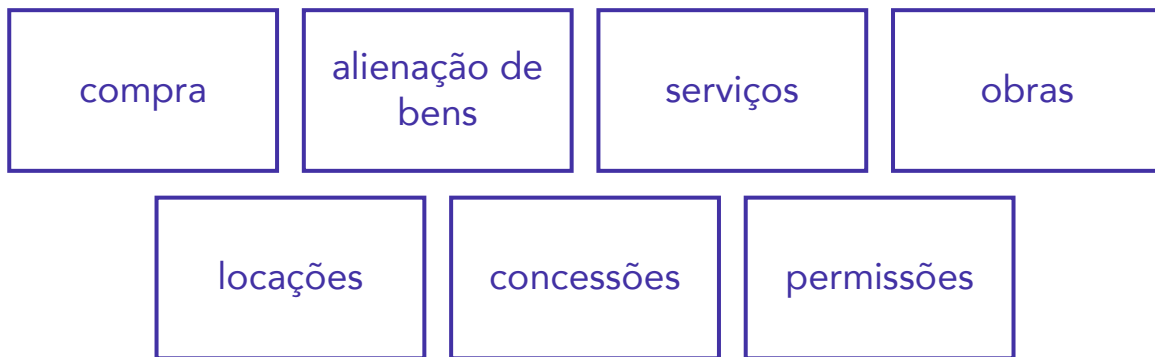 compra
alienação de
bens
serviços
obras
locações
concessões
permissões